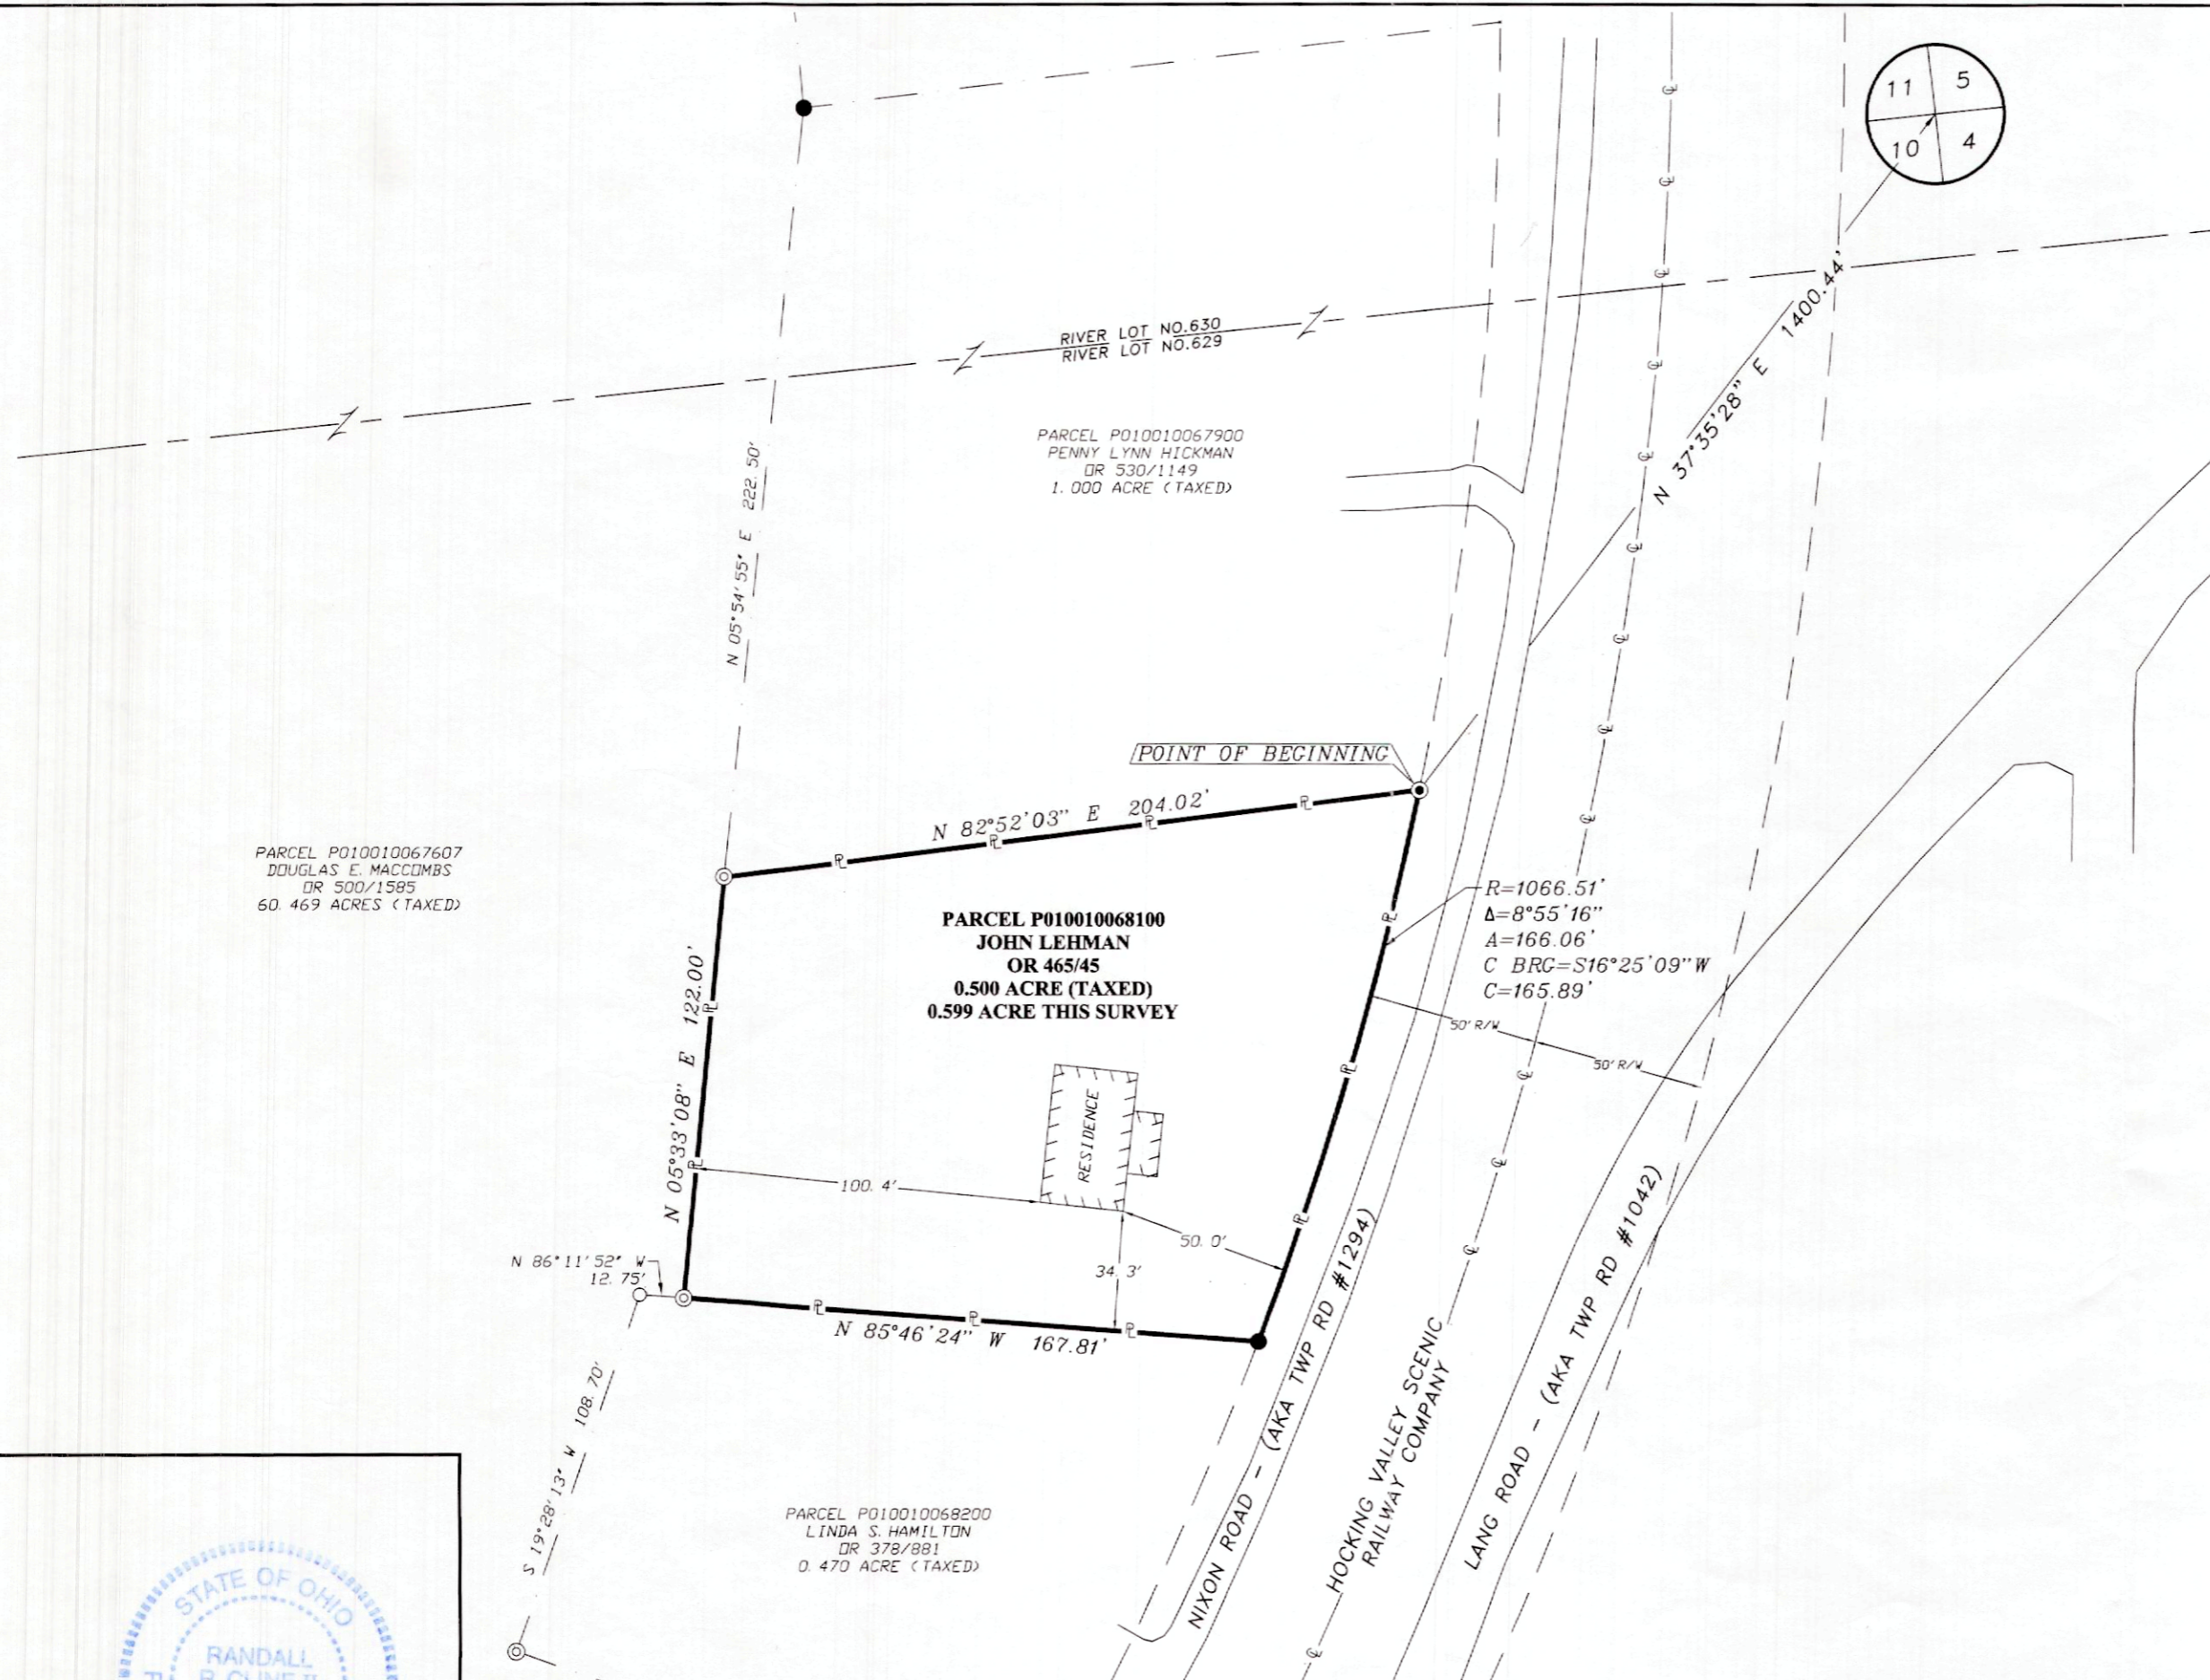 11
5
10
4
N 37°35'28" E 1400.44'
RIVER LOT NO.630
RIVER LOT NO.629
N 05°54'55" E 222.50'
PARCEL P010010067900
PENNY LYNN HICKMAN
OR 530/1149
1.000 ACRE (TAXED)
POINT OF BEGINNING
N 82°52'03" E 204.02'
PARCEL P010010067607
DOUGLAS E. MACCOMBS
OR 500/1585
60.469 ACRES (TAXED)
PARCEL P010010068100
JOHN LEHMAN
OR 465/45
0.500 ACRE (TAXED)
0.599 ACRE THIS SURVEY
R=1066.51'
Δ=8°55'16"
A=166.06'
C BRG=S16°25'09"W
C=165.89'
50' R/W
50' R/W
N 05°33'08" E 122.00'
RESIDENCE
100.4'
50.0'
34.3'
N 86°11'52" W
12.75'
N 85°46'24" W 167.81'
S 19°28'13" W 108.70'
NIXON ROAD - (AKA TWP RD #1294)
HOCKING VALLEY SCENIC
RAILWAY COMPANY
LANG ROAD - (AKA TWP RD #1042)
PARCEL P010010068200
LINDA S. HAMILTON
OR 378/881
0.470 ACRE (TAXED)
STATE OF OHIO
RANDALL